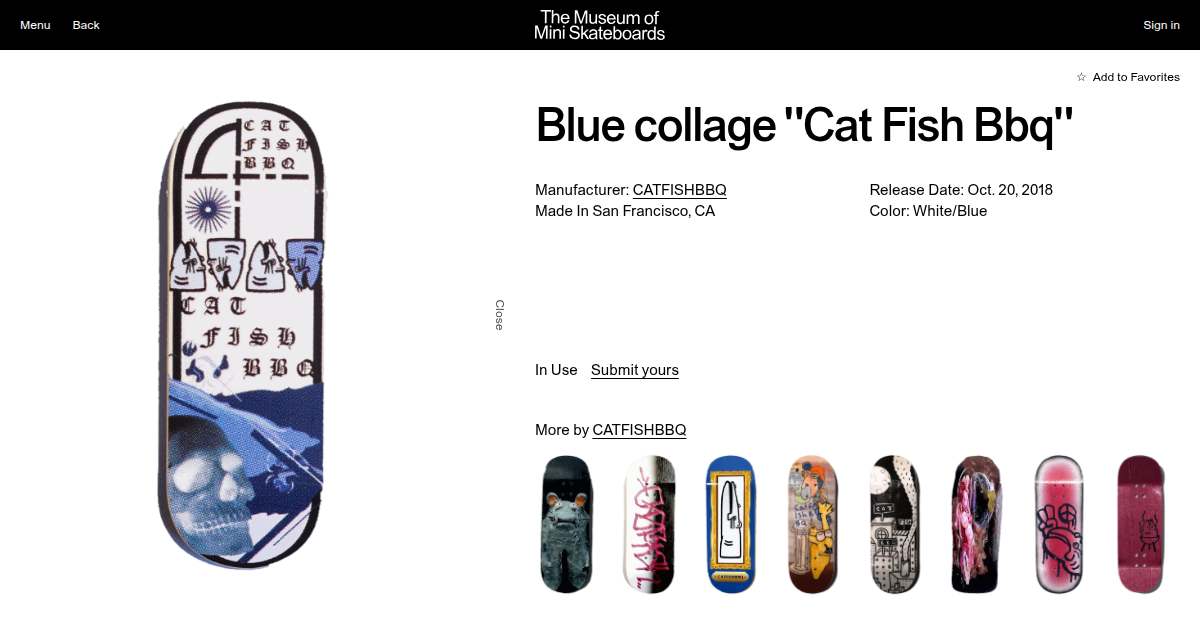 Menu
Back
The Museum of
Mini Skateboards
Sign in
☆ Add to Favorites
Blue collage "Cat Fish Bbq"
Manufacturer: CATFISHBBQ
Made In San Francisco, CA
Release Date: Oct. 20, 2018
Color: White/Blue
CAT
FISH
BBQ
CAT
FISH
BBQ
Close
In Use Submit yours
More by CATFISHBBQ
CATFISHBBQ
CAT